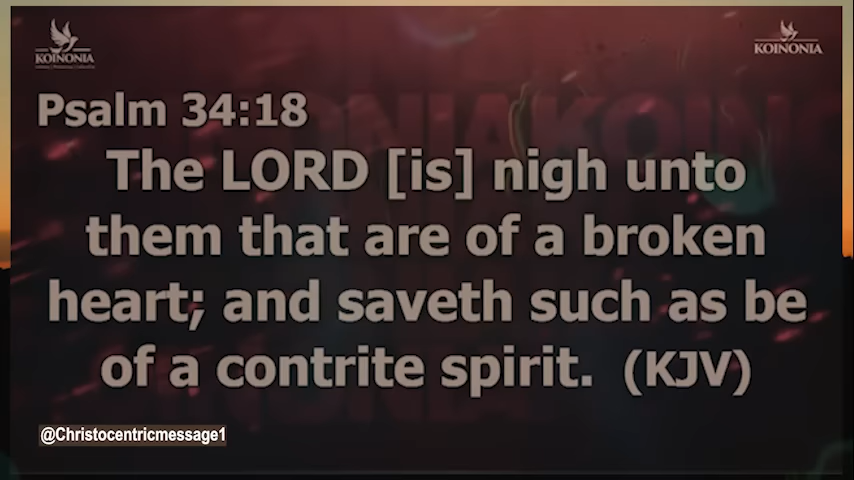 KOINONIA
KOINONIA
Psalm 34:18
The LORD [is] nigh unto
them that are of a broken
heart; and saveth such as be
of a contrite spirit. (KJV)
@Christocentricmessage1